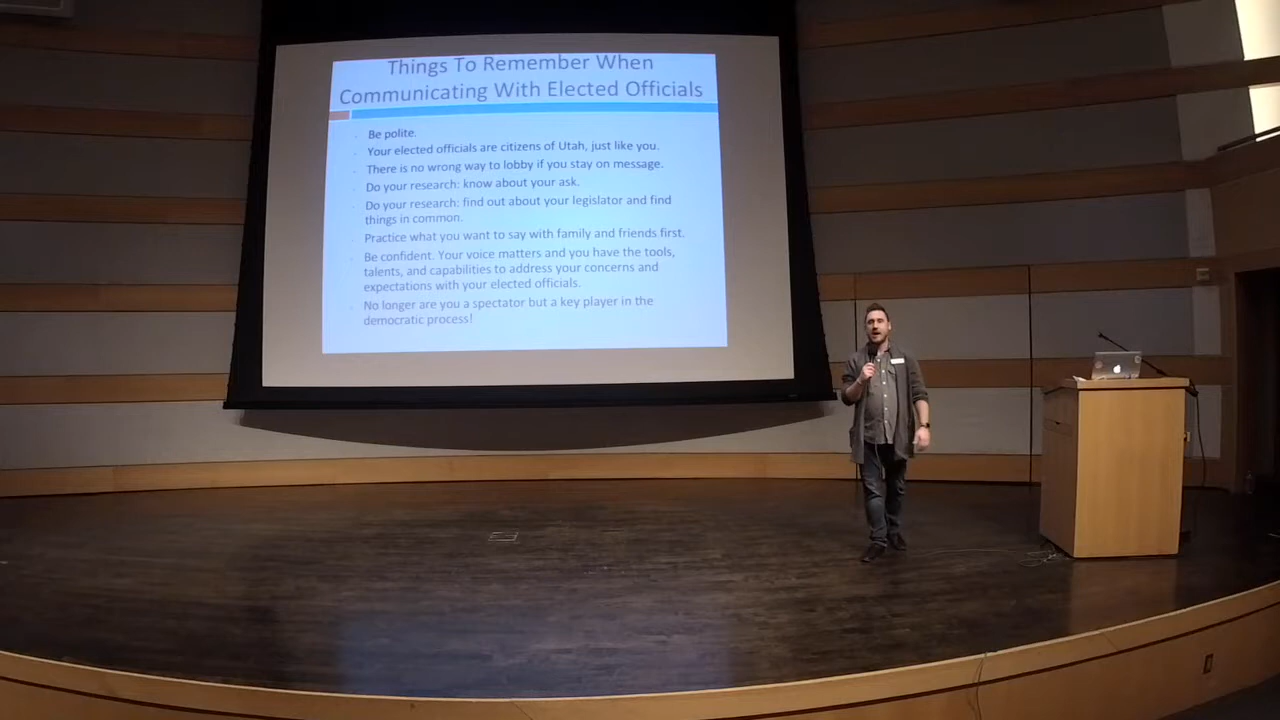 Things To Remember When
Communicating With Elected Officials
Be polite.
Your elected officials are citizens of Utah, just like you.
There is no wrong way to lobby if you stay on message.
Do your research: know about your ask.
Do your research: find out about your legislator and find
things in common.
Practice what you want to say with family and friends first.
Be confident. Your voice matters and you have the tools,
talents, and capabilities to address your concerns and
expectations with your elected officials.
No longer are you a spectator but a key player in the
democratic process!